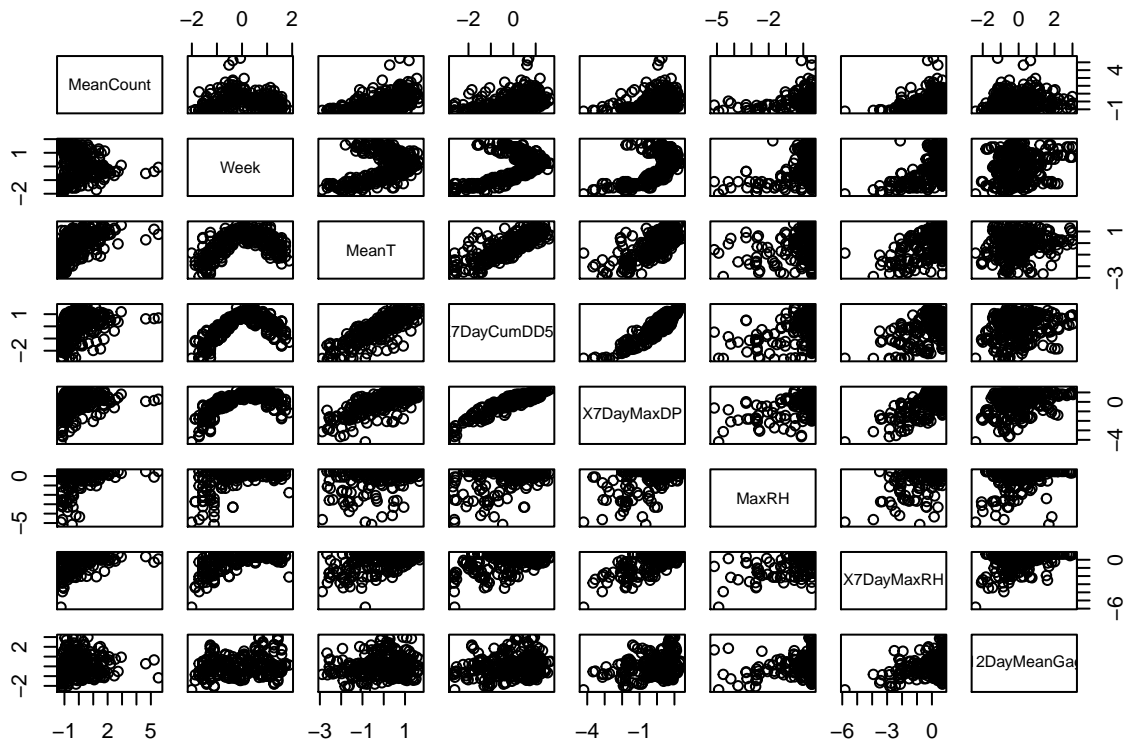 −2 0 2
−2 0
−5 −2
−2 0 2
MeanCount
−1 4
−2 1
Week
MeanT
−3 1
−2 1
.7DayCumDD5
X7DayMaxDP
−4 0
−5 0
MaxRH
X7DayMaxRH
−6 0
−2 2
2DayMeanGa
−1 2 5
−3 −1 1
−4 −1
−6 −3 0